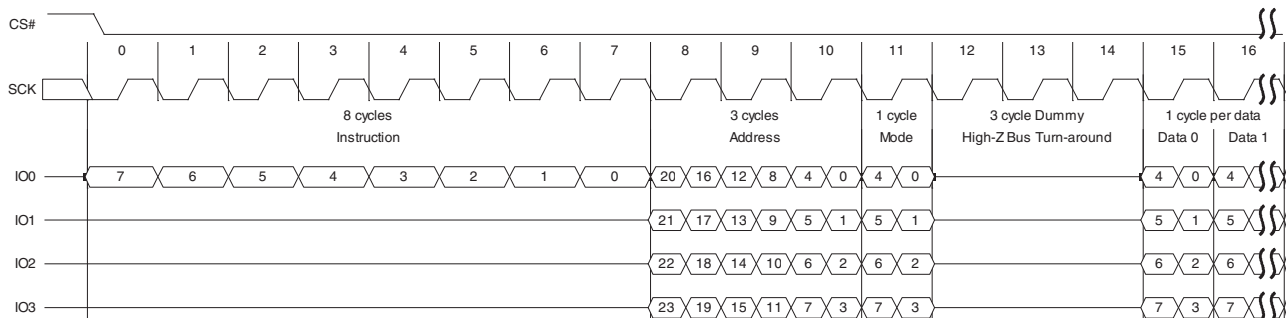 CS#
0 1 2 3 4 5 6 7 8 9 10 11 12 13 14 15 16
SCK
8 cycles 3 cycles 1 cycle 3 cycle Dummy 1 cycle per data
Instruction Address Mode High-Z Bus Turn-around Data 0 Data 1
IO0 7 6 5 4 3 2 1 0 20 16 12 8 4 0 4 0 4 0 4
IO1 21 17 13 9 5 1 5 1 5 1 5
IO2 22 18 14 10 6 2 6 2 6 2 6
IO3 23 19 15 11 7 3 7 3 7 3 7